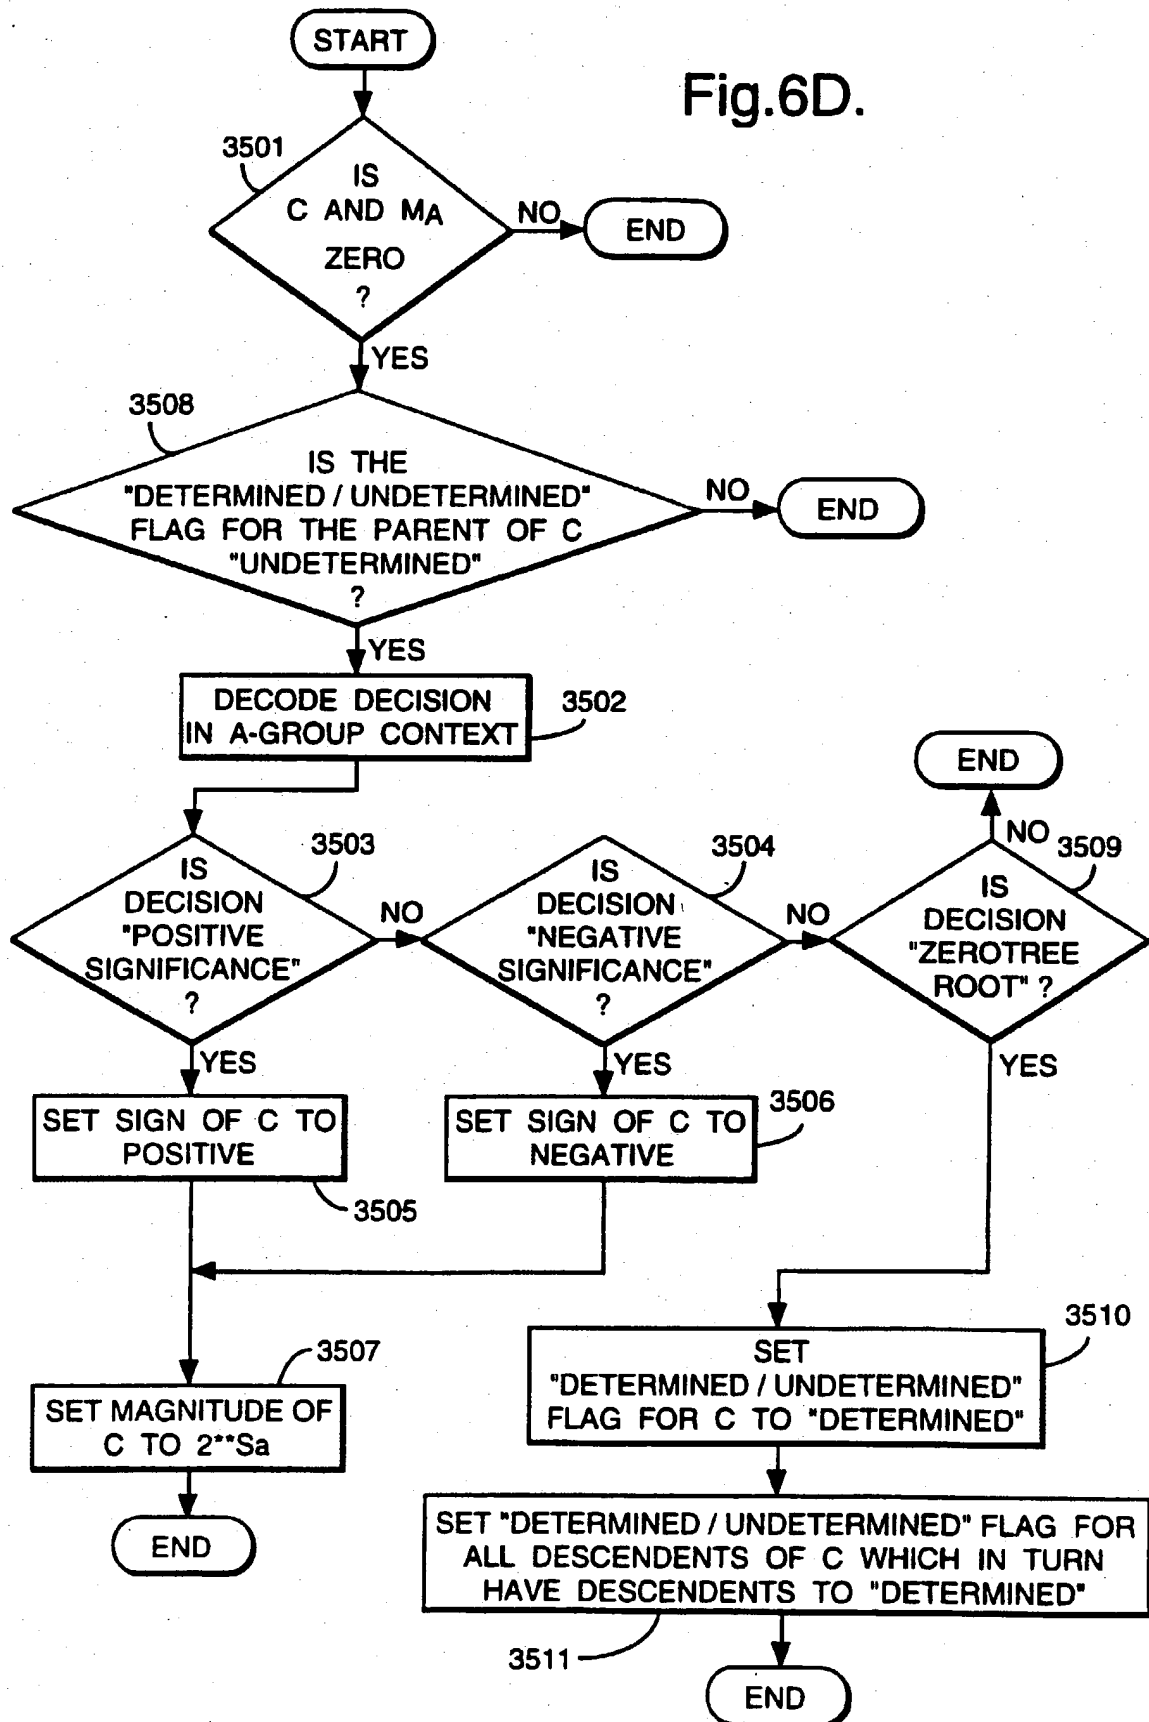 START
Fig.6D.
3501
IS
C AND MA
ZERO
?
NO
END
YES
3508
IS THE
"DETERMINED / UNDETERMINED"
FLAG FOR THE PARENT OF C
"UNDETERMINED"
?
NO
END
YES
DECODE DECISION
IN A-GROUP CONTEXT
3502
END
NO
3503
IS
DECISION
"POSITIVE
SIGNIFICANCE"
?
NO
3504
IS
DECISION
"NEGATIVE
SIGNIFICANCE"
?
NO
3509
IS
DECISION
"ZEROTREE
ROOT" ?
YES
YES
YES
SET SIGN OF C TO
POSITIVE
3505
SET SIGN OF C TO
NEGATIVE
3506
3507
SET MAGNITUDE OF
C TO 2**Sa
END
3510
SET
"DETERMINED / UNDETERMINED"
FLAG FOR C TO "DETERMINED"
SET "DETERMINED / UNDETERMINED" FLAG FOR
ALL DESCENDENTS OF C WHICH IN TURN
HAVE DESCENDENTS TO "DETERMINED"
3511
END